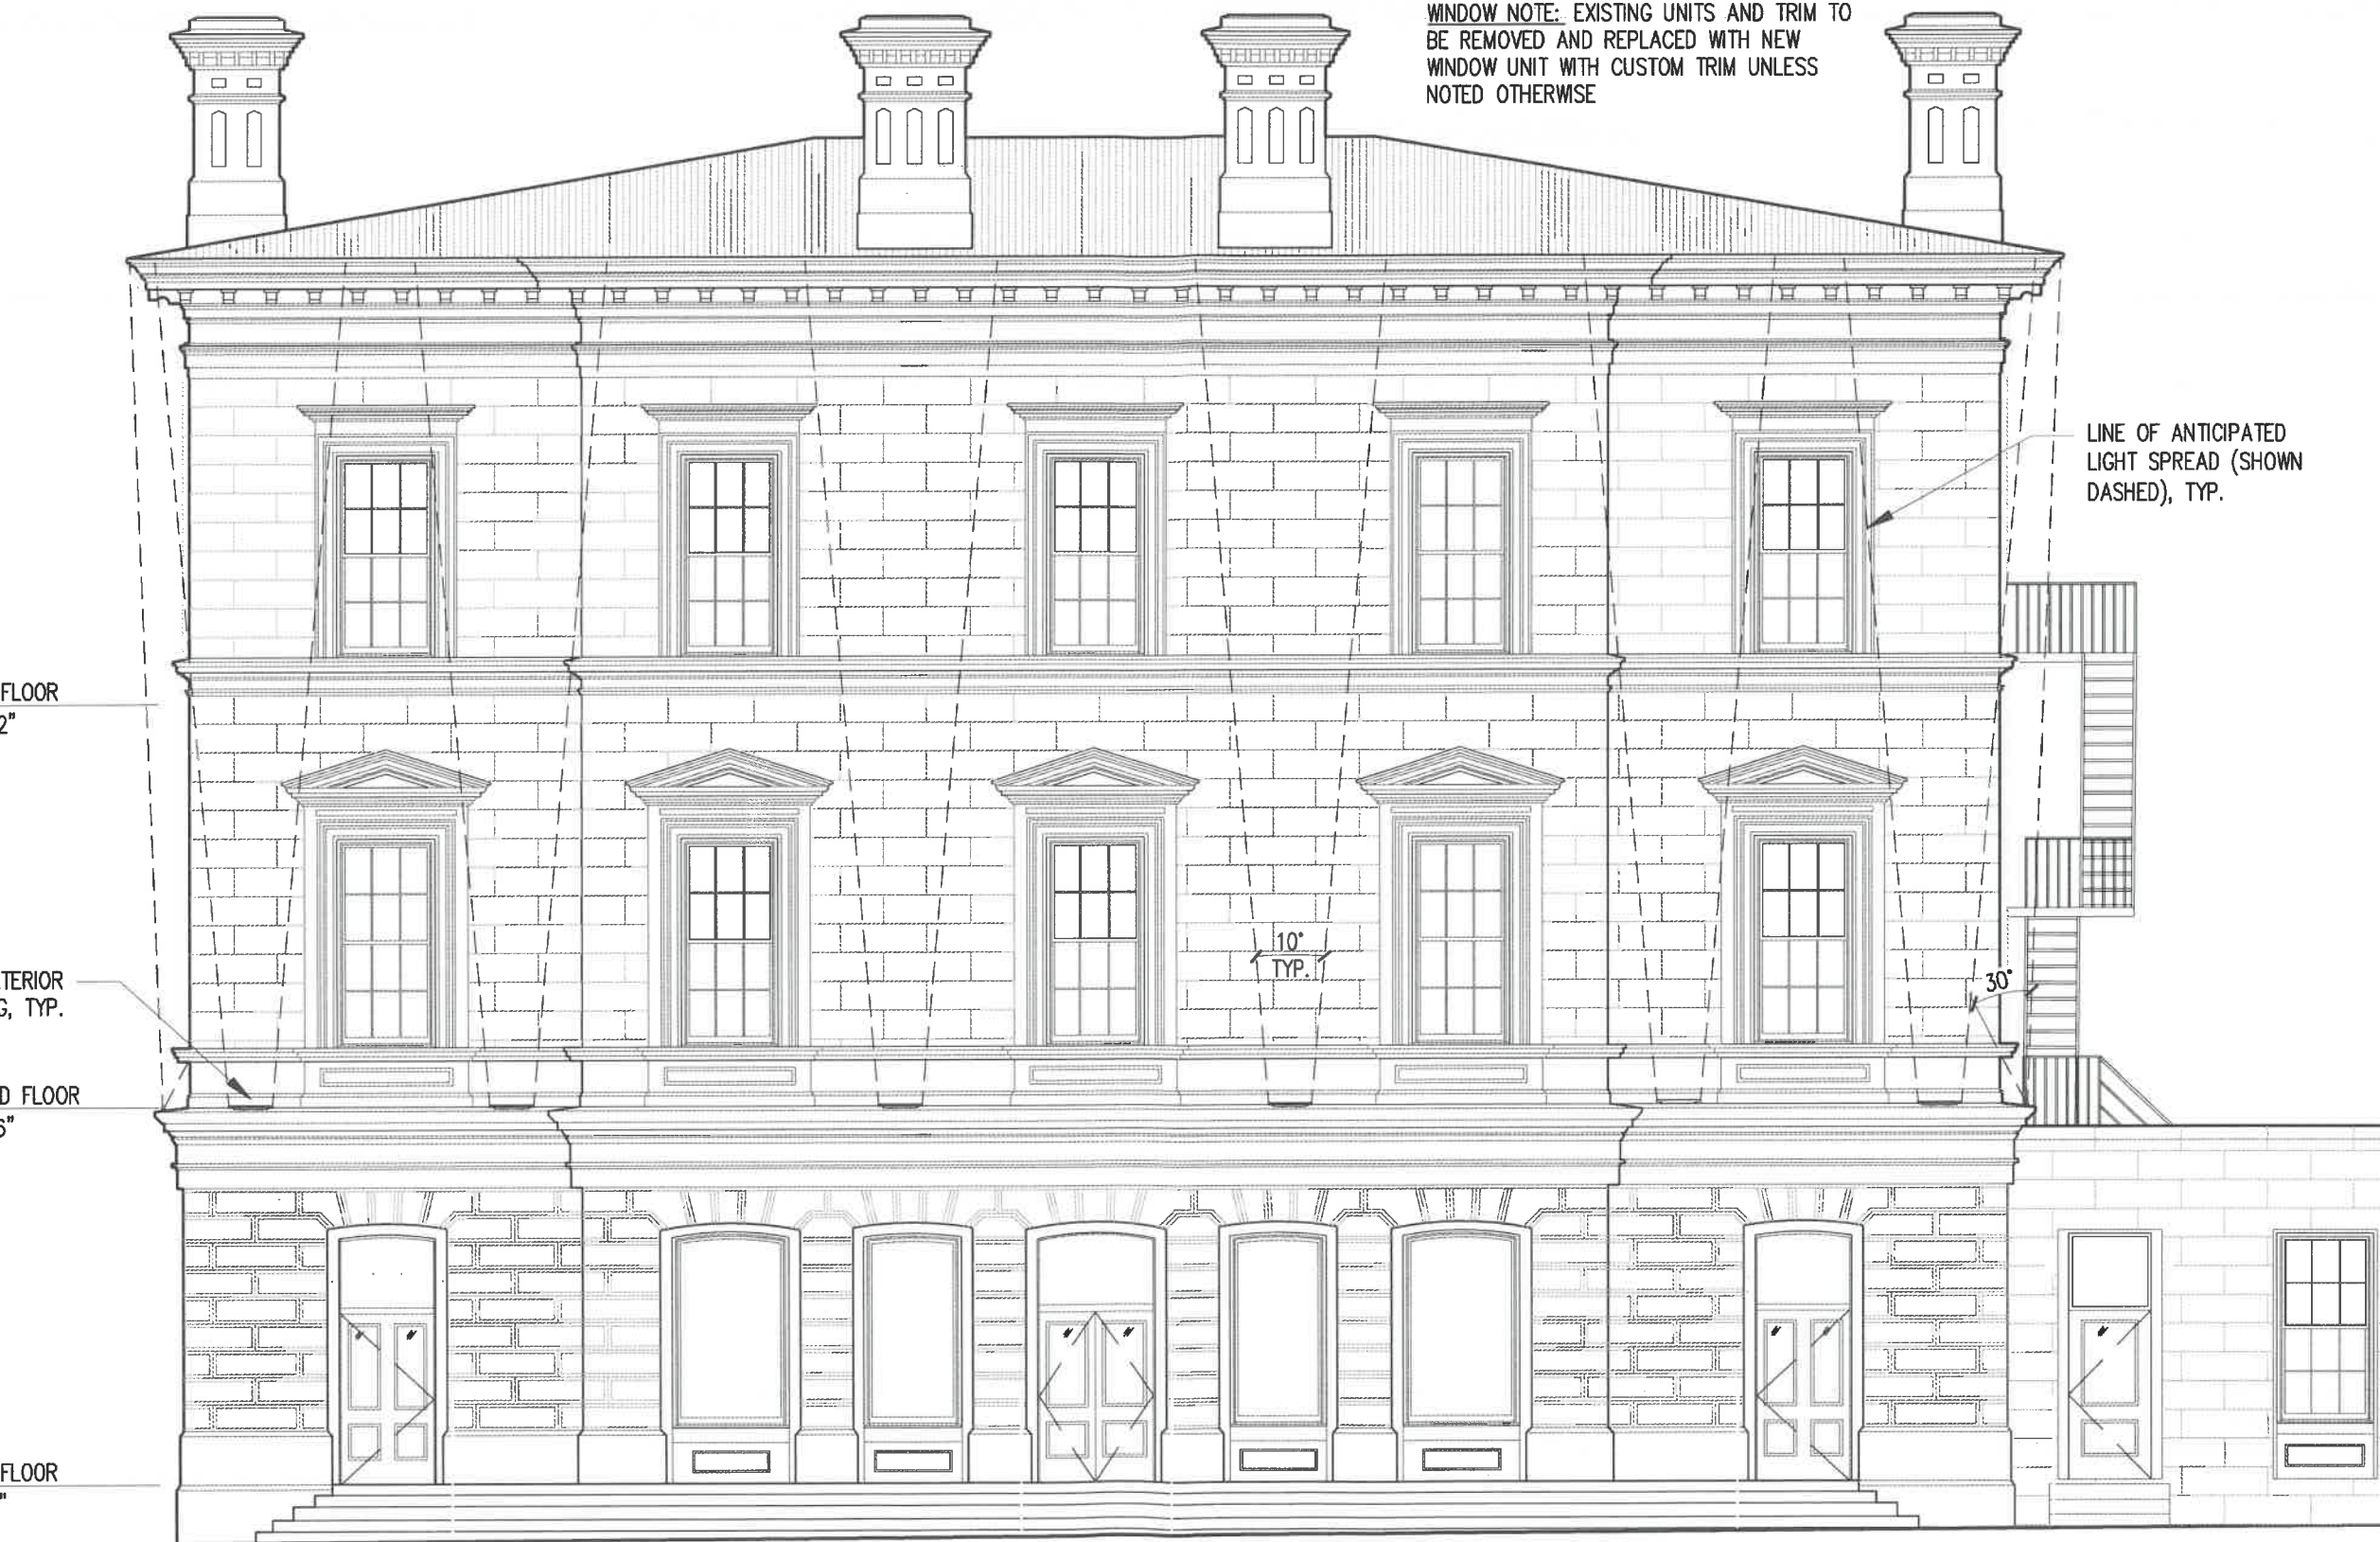 WINDOW NOTE: EXISTING UNITS AND TRIM TO
BE REMOVED AND REPLACED WITH NEW
WINDOW UNIT WITH CUSTOM TRIM UNLESS
NOTED OTHERWISE
LINE OF ANTICIPATED
LIGHT SPREAD (SHOWN
DASHED), TYP.
FLOOR
2"
10°
TYP.
30°
TERIOR
G, TYP.
D FLOOR
6"
FLOOR
"